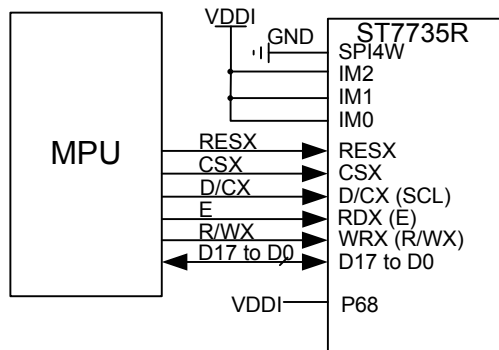 VDDI
ST7735R
GND
SPI4W
IM2
IM1
IM0
MPU
RESX
RESX
CSX
CSX
D/CX
D/CX (SCL)
E
RDX (E)
R/WX
WRX (R/WX)
D17 to D0
D17 to D0
VDDI
P68